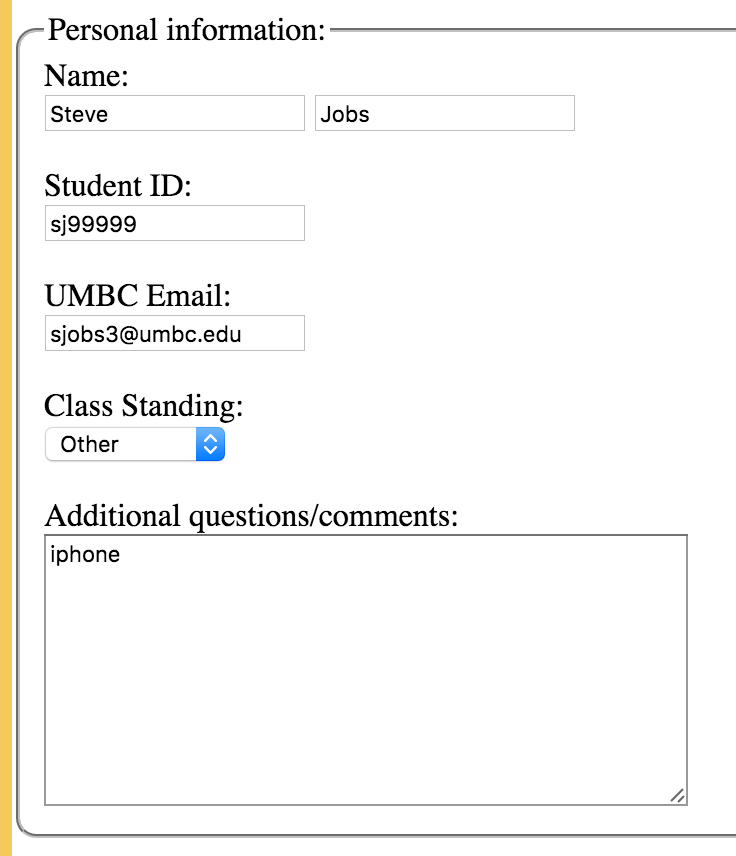 Personal information:
Name:
Steve Jobs
Student ID:
sj99999
UMBC Email:
sjobs3@umbc.edu
Class Standing:
Other
Additional questions/comments:
iphone